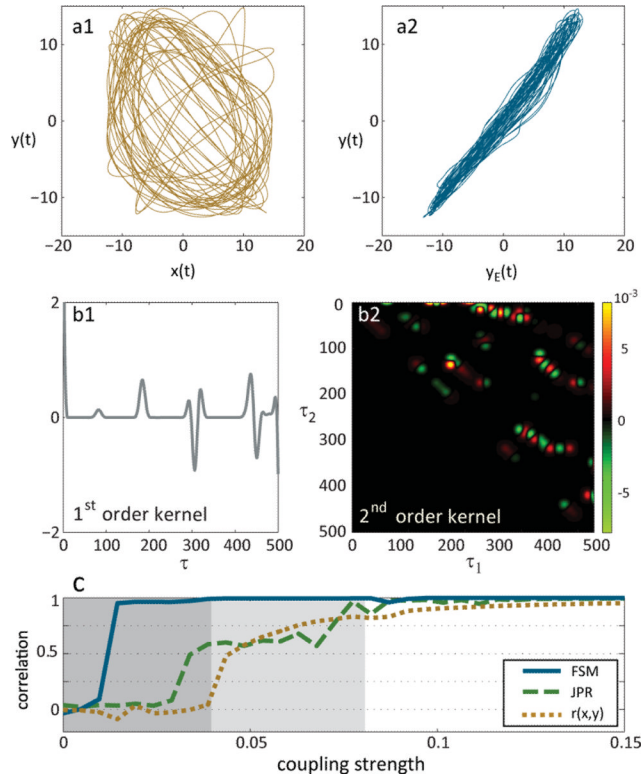 a1
10
y(t)
0
−10
−20 −10 0 10 20
x(t)
a2
10
y(t)
0
−10
−20 −10 0 10 20
yE(t)
b1
2
0
−2
1st order kernel
0 100 200 300 400 500
τ
b2
0
100
200
τ2
300
400
500
2nd order kernel
0 100 200 300 400 500
τ1
10-3
5
0
-5
C
1
0.5
0
correlation
0 0.05 0.1 0.15
coupling strength
FSM
JPR
r(x,y)